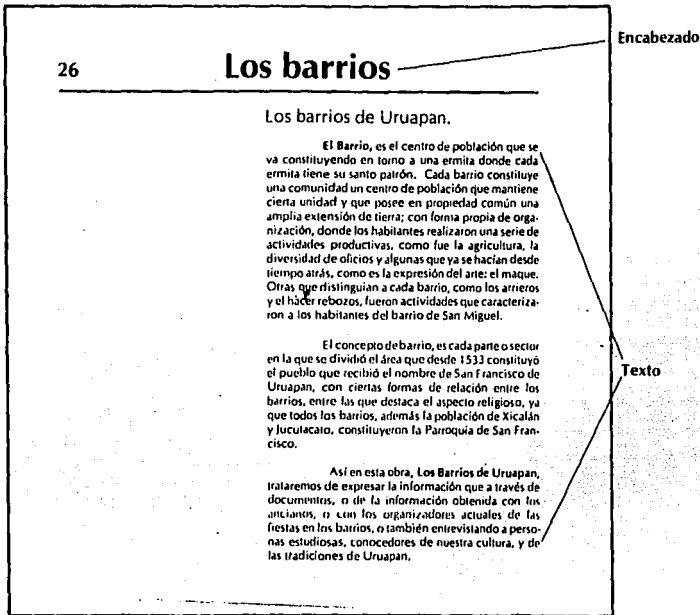 Encabezado
26 Los barrios
Los barrios de Uruapan.
El Barrio, es el centro de población que se
va constituyendo en torno a una ermita donde cada
ermita tiene su santo patrón. Cada barrio constituye
una comunidad un centro de población que mantiene
cierta unidad y que posee en propiedad común una
amplia extensión de tierra; con forma propia de orga-
nización, donde los habitantes realizaron una serie de
actividades productivas, como fue la agricultura, la
diversidad de oficios y algunas que ya se hacían desde
tiempo atrás, como es la expresión del arte: el maque.
Otras que distinguian a cada barrio, como los arrieros
y el hacer rebozos, fueron actividades que caracteriza-
ron a los habitantes del barrio de San Miguel.
El concepto de barrio, es cada parte o sector
en la que se dividió el área que desde 1533 constituyó
el pueblo que recibió el nombre de San Francisco de
Uruapan, con ciertas formas de relación entre los
barrios, entre las que destaca el aspecto religioso, ya
que todos los barrios, además la población de Xicalán
y Jucutacato, constituyeron la Parroquia de San Fran-
cisco.
Texto
Así en esta obra, Los Barrios de Uruapan,
trataremos de expresar la información que a través de
documentos, o de la información obtenida con los
ancianos, o con los organizadores actuales de las
fiestas en los barrios, o también entrevistando a perso-
nas estudiosas, conocedores de nuestra cultura, y de
las tradiciones de Uruapan.